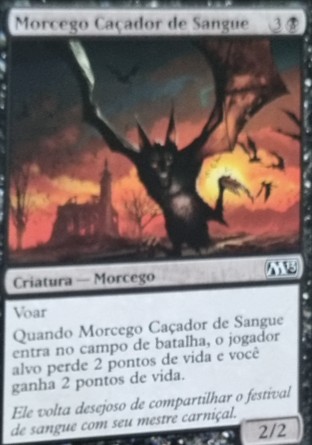 Morcego Caçador de Sangue 3
Criatura — Morcego M13
Voar
Quando Morcego Caçador de Sangue
entra no campo de batalha, o jogador
alvo perde 2 pontos de vida e você
ganha 2 pontos de vida.
Ele volta desejoso de compartilhar o festival
de sangue com seu mestre carniçal.
2/2